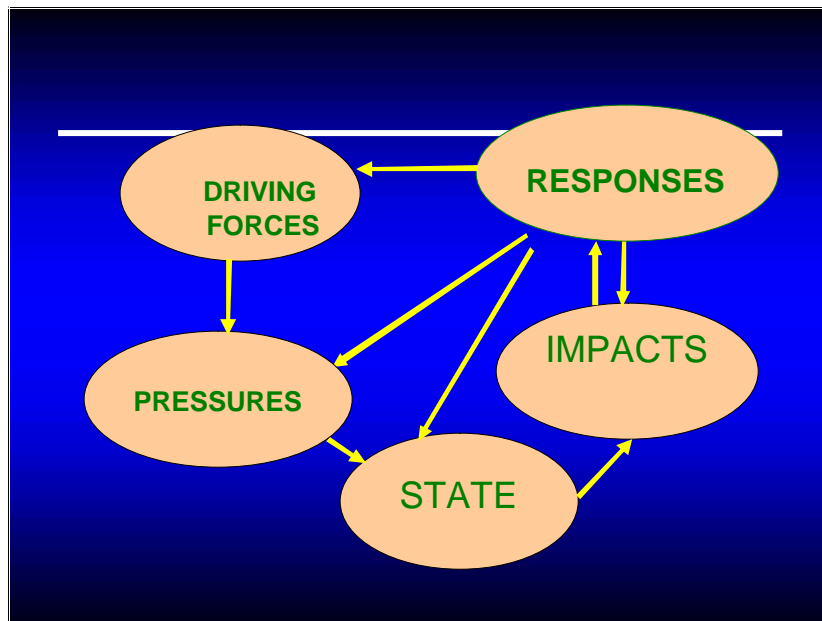 DRIVING
FORCES
RESPONSES
IMPACTS
PRESSURES
STATE